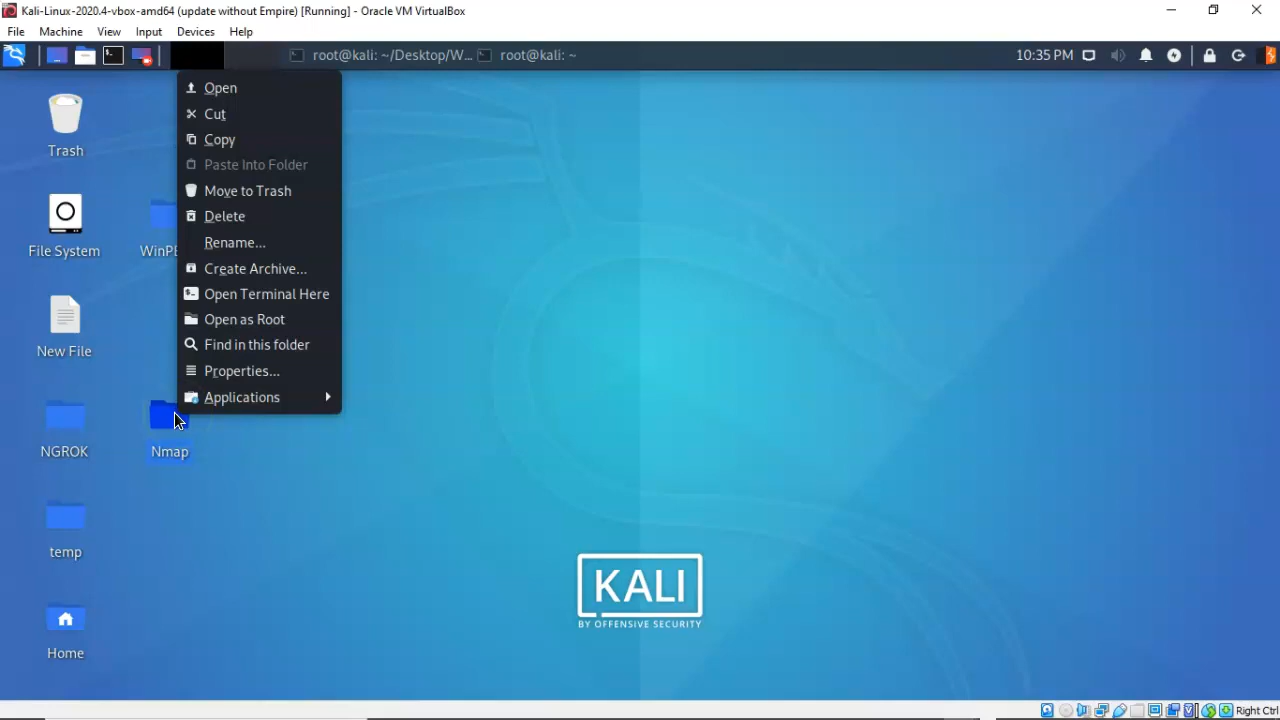 Kali-Linux-2020.4-vbox-amd64 (update without Empire) [Running] - Oracle VM VirtualBox
File Machine View Input Devices Help
root@kali: ~/Desktop/W... root@kali: ~ 10:35 PM
Open
Cut
Copy
Paste Into Folder
Move to Trash
Delete
Rename...
Create Archive...
Open Terminal Here
Open as Root
Find in this folder
Properties...
Applications
Trash
File System
WinPE
New File
NGROK
Nmap
temp
Home
KALI
BY OFFENSIVE SECURITY
Right Ctrl